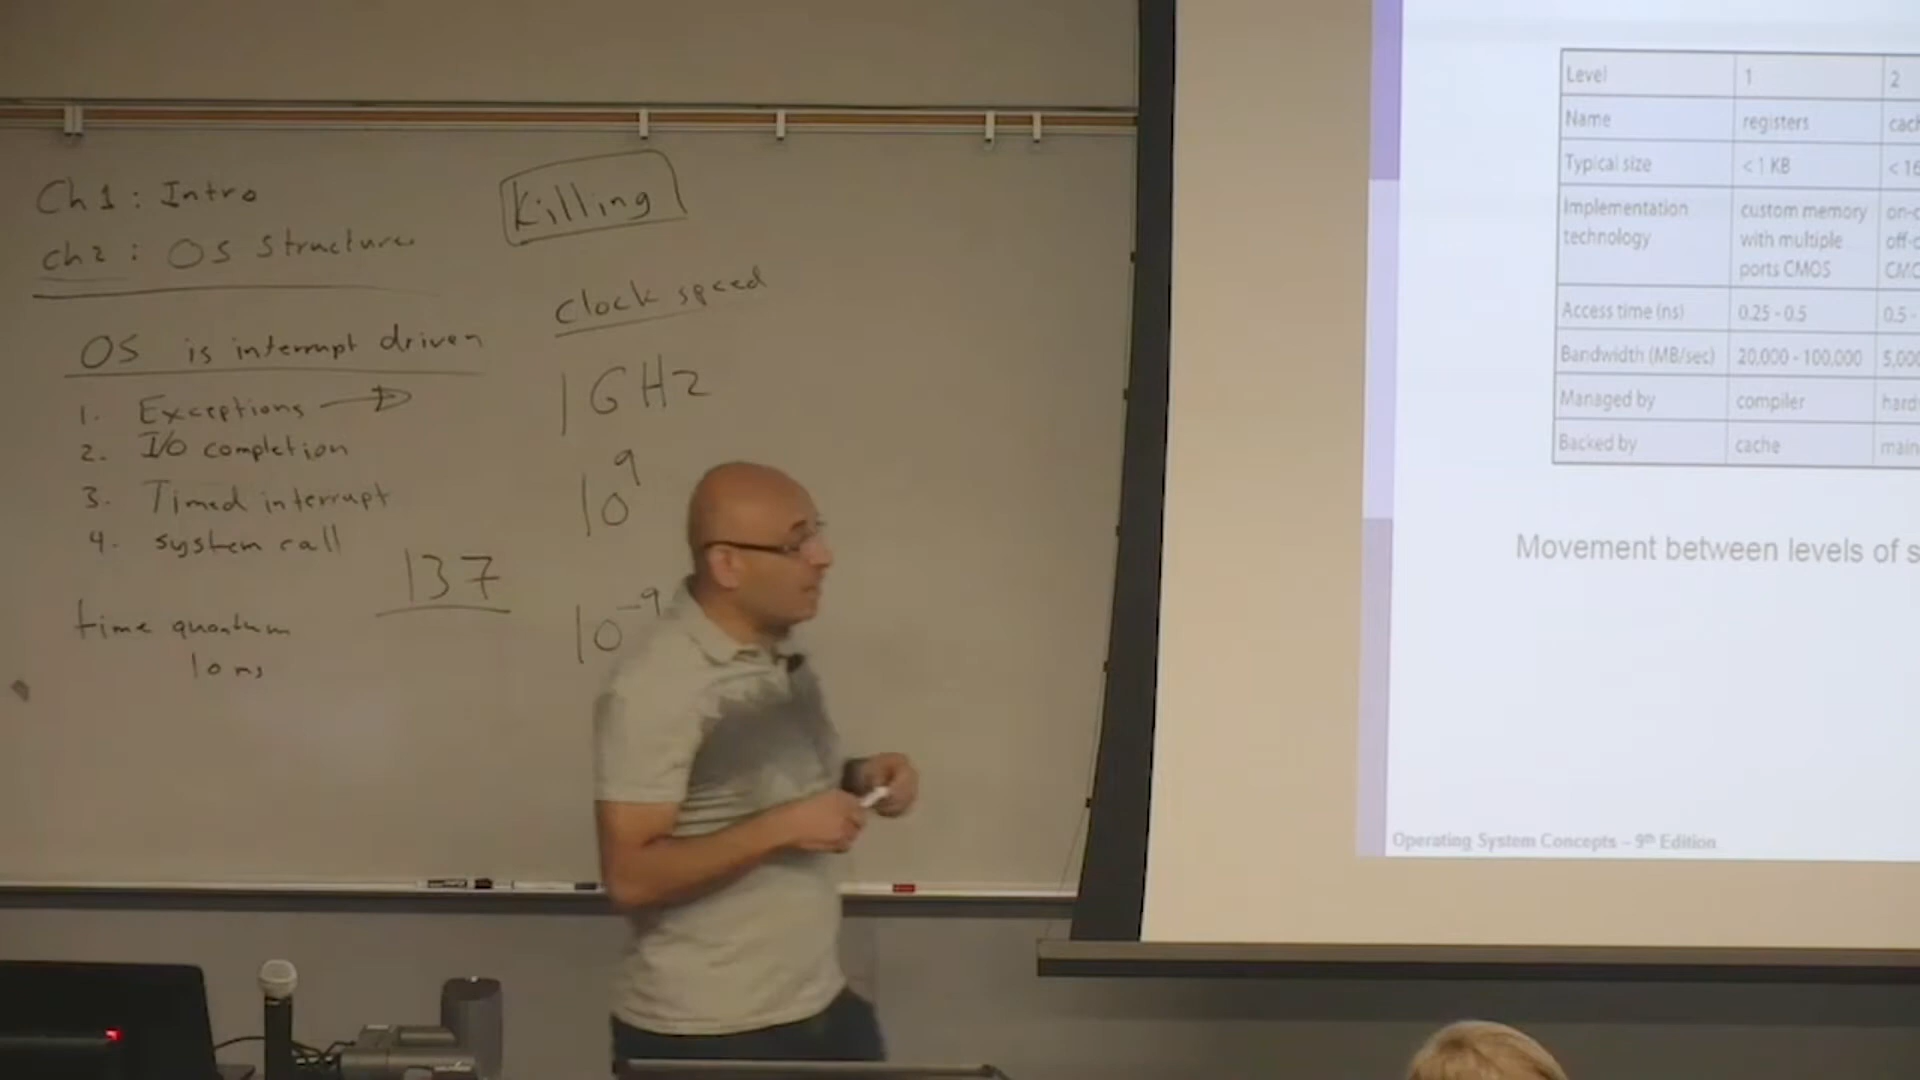 Ch1: Intro
Ch2: OS Structure
OS is interrupt driven
1. Exceptions
2. I/O completion
3. Timed interrupt
4. system call
time quantum
10 ms
137
Killing
Clock speed
1 GHz
10^9
10^-9
Level 1 2
Name registers
Typical size < 1 KB
Implementation technology custom memory with multiple ports CMOS
Access time (ns) 0.25 - 0.5 0.5 -
Bandwidth (MB/sec) 20,000 - 100,000
Managed by compiler
Backed by cache main
Movement between levels of
Operating System Concepts – 9th Edition